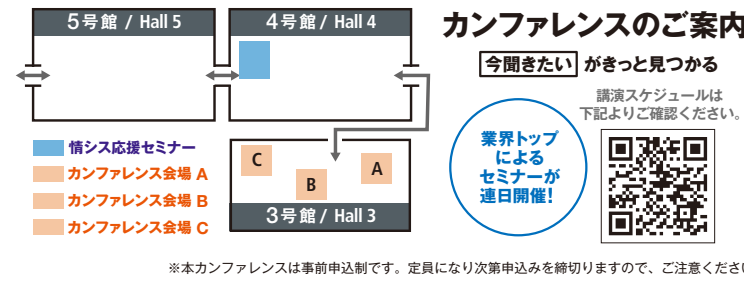 5号館 / Hall 5
4号館 / Hall 4
カンファレンスのご案内
今聞きたい がきっと見つかる
講演スケジュールは
下記よりご確認ください。
業界トップ
による
セミナーが
連日開催!
情シス応援セミナー
カンファレンス会場 A
カンファレンス会場 B
カンファレンス会場 C
C
B
A
3号館 / Hall 3
※本カンファレンスは事前申込制です。定員になり次第申込みを締切りますので、ご注意くださ